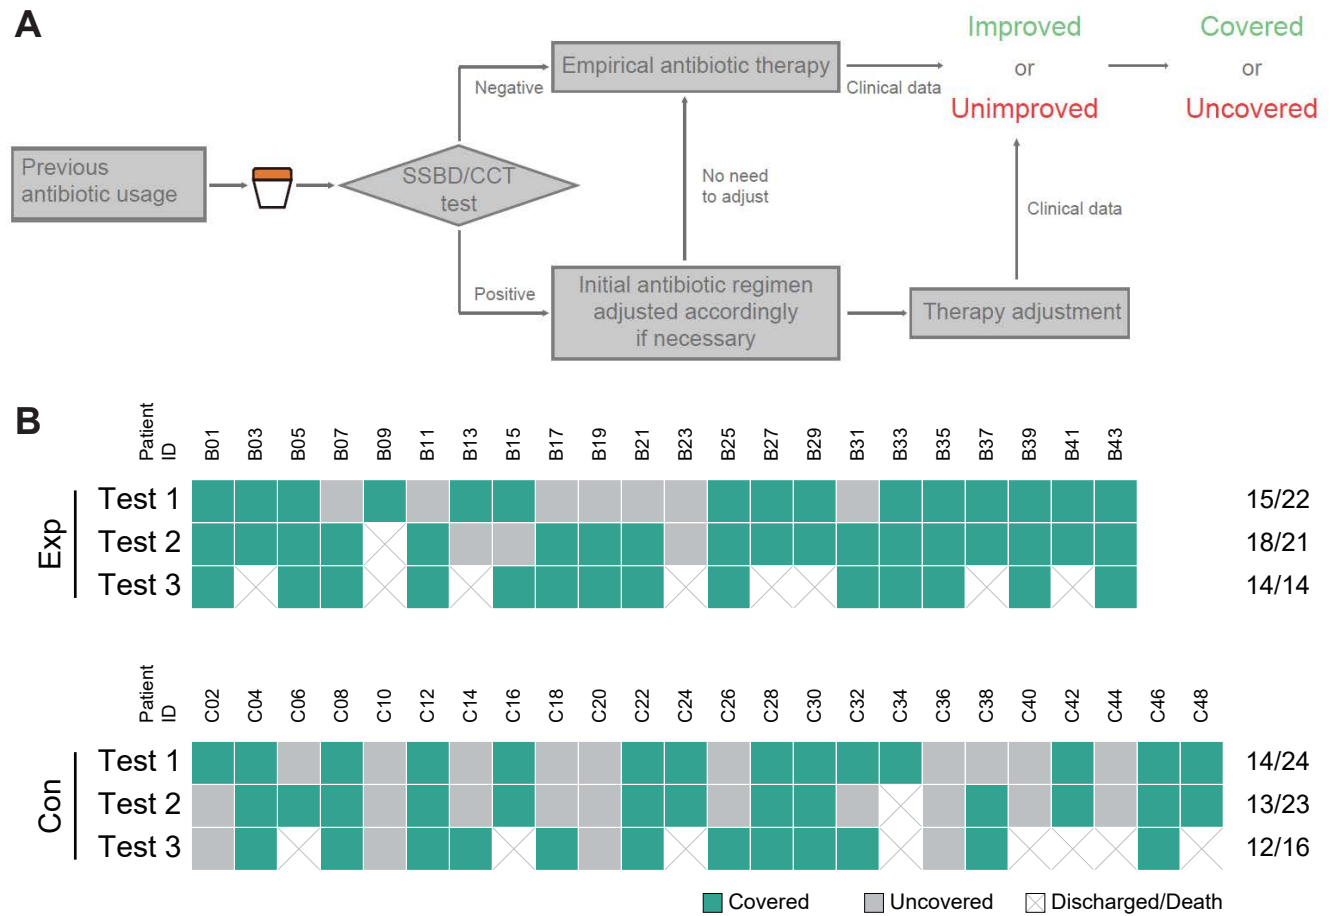 A
Previous
antibiotic usage
SSBD/CCT
test
Negative
Positive
Empirical antibiotic therapy
No need
to adjust
Initial antibiotic regimen
adjusted accordingly
if necessary
Clinical data
Therapy adjustment
Clinical data
Improved
or
Unimproved
Covered
or
Uncovered
B
Patient
ID
B01 B03 B05 B07 B09 B11 B13 B15 B17 B19 B21 B23 B25 B27 B29 B31 B33 B35 B37 B39 B41 B43
Exp
Test 1 15/22
Test 2 18/21
Test 3 14/14
Patient
ID
C02 C04 C06 C08 C10 C12 C14 C16 C18 C20 C22 C24 C26 C28 C30 C32 C34 C36 C38 C40 C42 C44 C46 C48
Con
Test 1 14/24
Test 2 13/23
Test 3 12/16
Covered Uncovered Discharged/Death